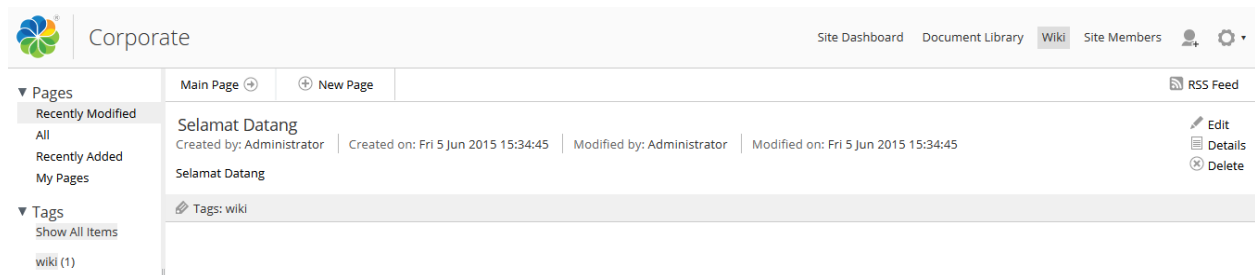 Corporate
Site Dashboard Document Library Wiki Site Members
Pages
Recently Modified
All
Recently Added
My Pages
Tags
Show All Items
wiki (1)
Main Page New Page RSS Feed
Selamat Datang
Created by: Administrator Created on: Fri 5 Jun 2015 15:34:45 Modified by: Administrator Modified on: Fri 5 Jun 2015 15:34:45
Selamat Datang
Edit
Details
Delete
Tags: wiki